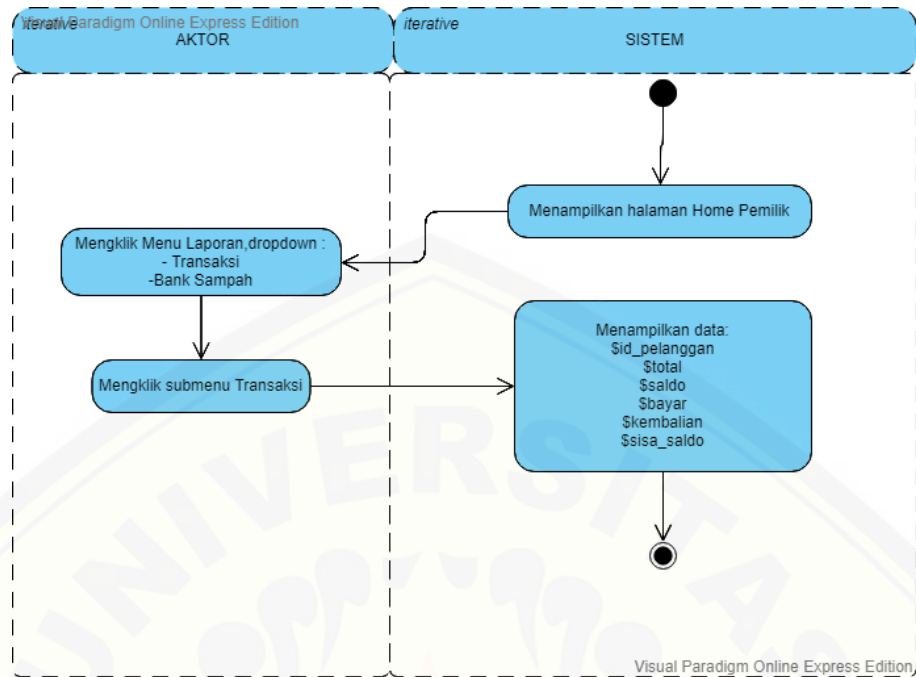 iterative
Visual Paradigm Online Express Edition
AKTOR
iterative
SISTEM
Menampilkan halaman Home Pemilik
Mengklik Menu Laporan,dropdown :
- Transaksi
-Bank Sampah
Mengklik submenu Transaksi
Menampilkan data:
$id_pelanggan
$total
$saldo
$bayar
$kembalian
$sisa_saldo
UNIVERSITAS
Visual Paradigm Online Express Edition